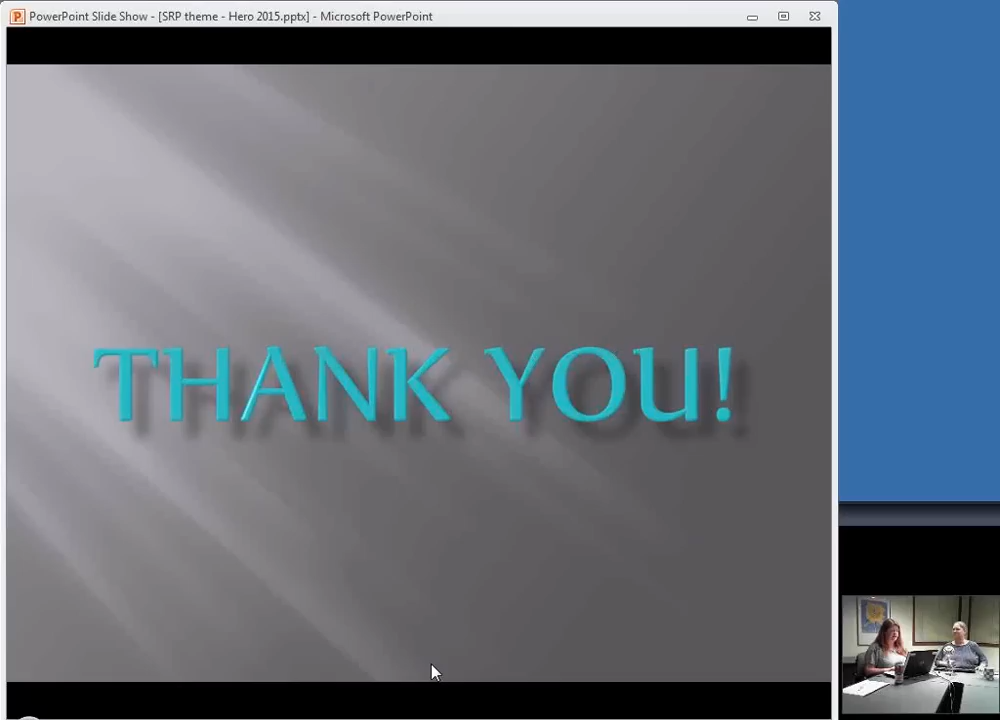 PowerPoint Slide Show - [SRP theme - Hero 2015.pptx] - Microsoft PowerPoint
THANK YOU!